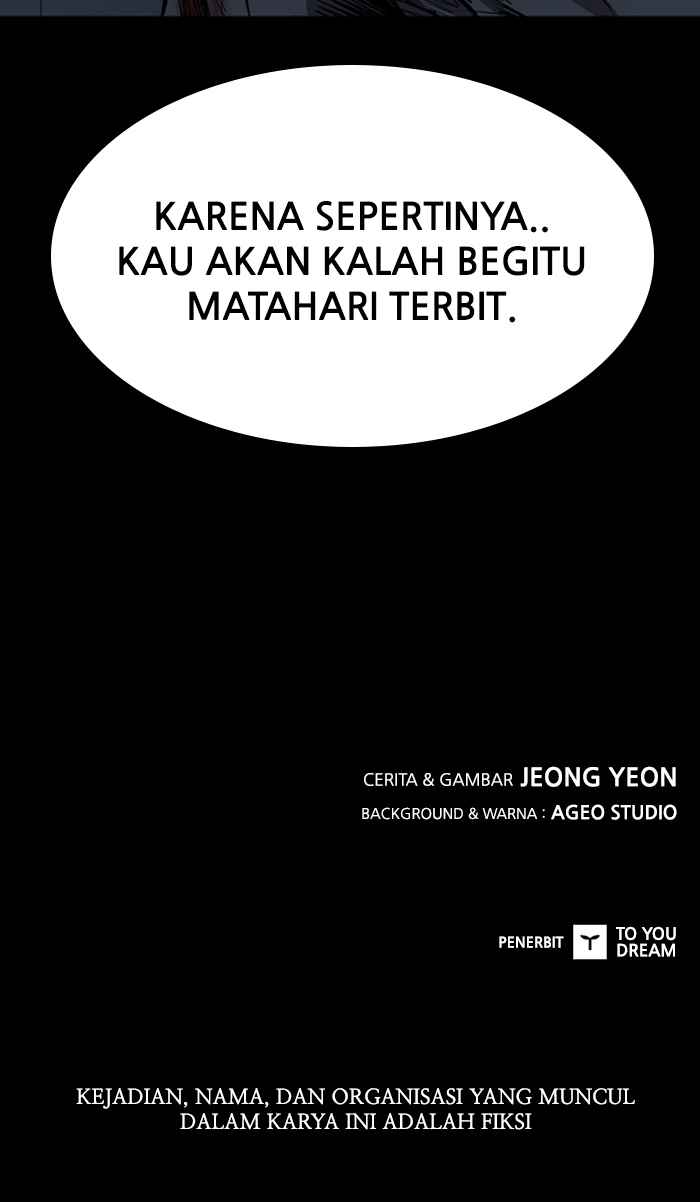 KARENA SEPERTINYA..
KAU AKAN KALAH BEGITU
MATAHARI TERBIT.
CERITA & GAMBAR JEONG YEON
BACKGROUND & WARNA : AGEO STUDIO
PENERBIT TO YOU
DREAM
KEJADIAN, NAMA, DAN ORGANISASI YANG MUNCUL
DALAM KARYA INI ADALAH FIKSI